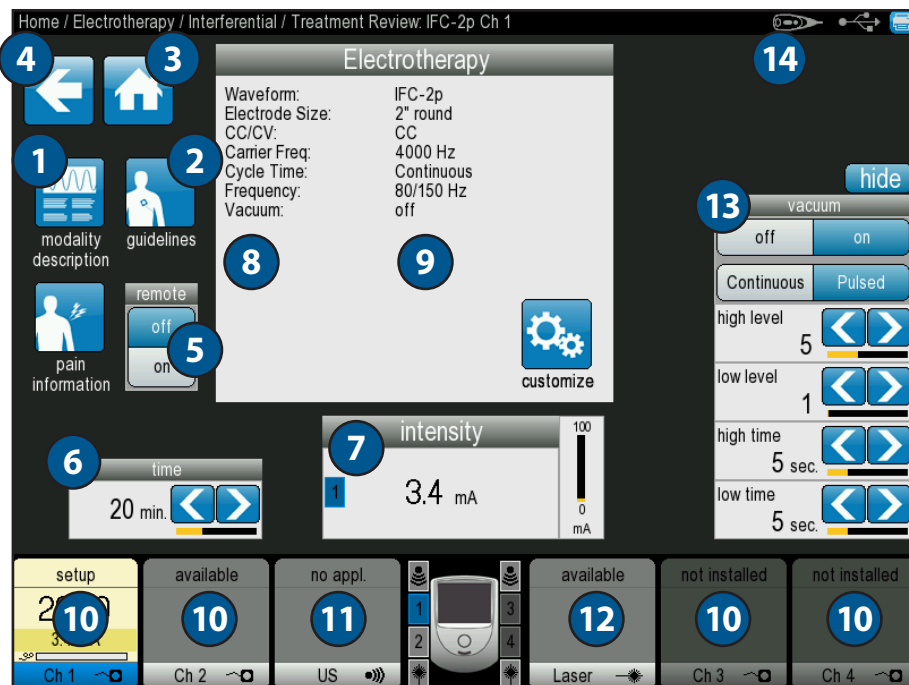 Home / Electrotherapy / Interferential / Treatment Review: IFC-2p Ch 1
4
3
14
Electrotherapy
Waveform: IFC-2p
Electrode Size: 2" round
CC/CV: CC
Carrier Freq: 4000 Hz
Cycle Time: Continuous
Frequency: 80/150 Hz
Vacuum: off
1
2
modality
description
guidelines
8
9
hide
13
vacuum
off on
Continuous Pulsed
high level
5
low level
1
high time
5 sec.
low time
5 sec.
remote
off
on
5
pain
information
customize
6
time
20 min.
7
intensity
1
3.4 mA
100
0
mA
setup
10
Ch 1
available
10
Ch 2
no appl.
11
US
1
2
3
4
available
12
Laser
not installed
10
Ch 3
not installed
10
Ch 4